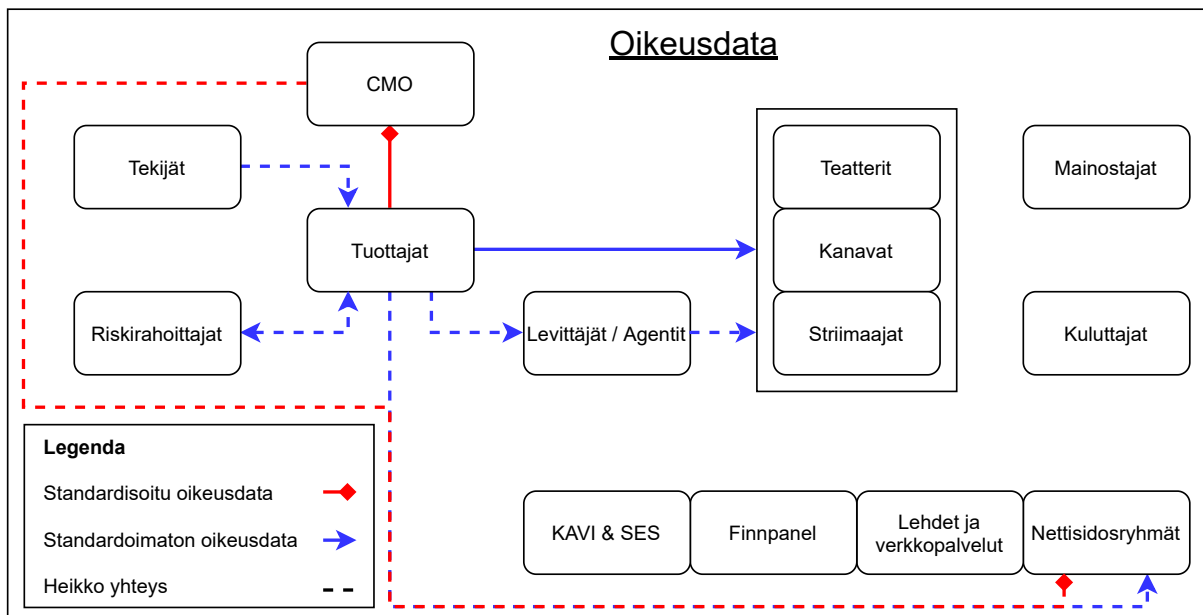 Oikeusdata
CMO
Tekijät
Teatterit
Mainostajat
Tuottajat
Kanavat
Riskirahoittajat
Levittäjät / Agentit
Striimaajat
Kuluttajat
Legenda
Standardisoitu oikeusdata
Standardoimaton oikeusdata
Heikko yhteys
KAVI & SES
Finnpanel
Lehdet ja
verkkopalvelut
Nettisidosryhmät